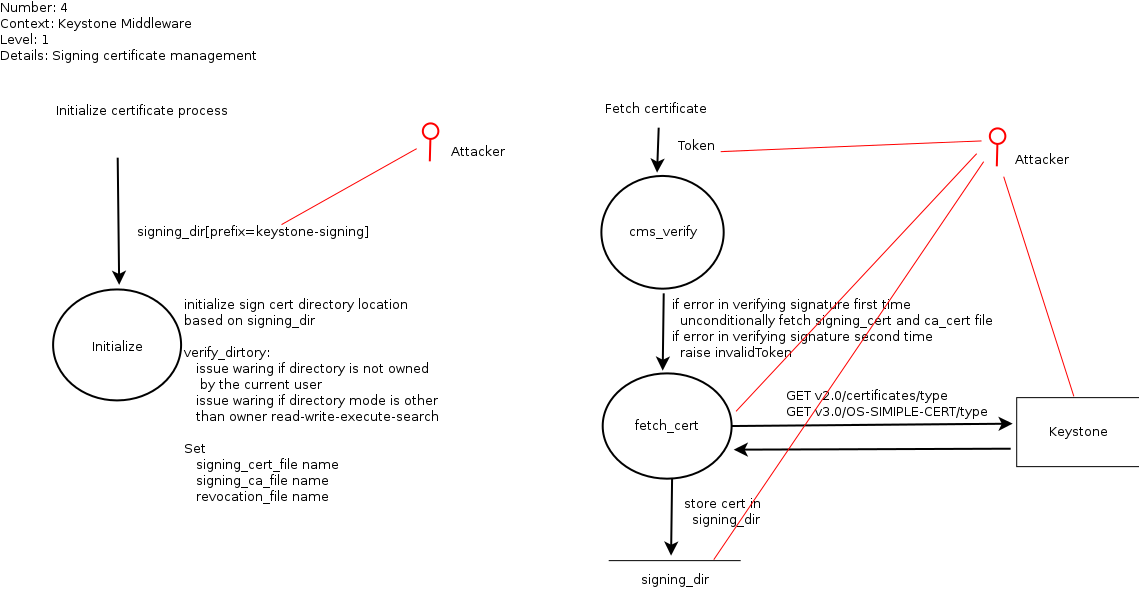 Number: 4
Context: Keystone Middleware
Level: 1
Details: Signing certificate management
Initialize certificate process
Attacker
signing_dir[prefix=keystone-signing]
Initialize
initialize sign cert directory location
based on signing_dir
verify_dirtory:
issue waring if directory is not owned
by the current user
issue waring if directory mode is other
than owner read-write-execute-search
Set
signing_cert_file name
signing_ca_file name
revocation_file name
Fetch certificate
Token
Attacker
cms_verify
if error in verifying signature first time
unconditionally fetch signing_cert and ca_cert file
if error in verifying signature second time
raise invalidToken
fetch_cert
GET v2.0/certificates/type
GET v3.0/OS-SIMIPLE-CERT/type
Keystone
store cert in
signing_dir
signing_dir